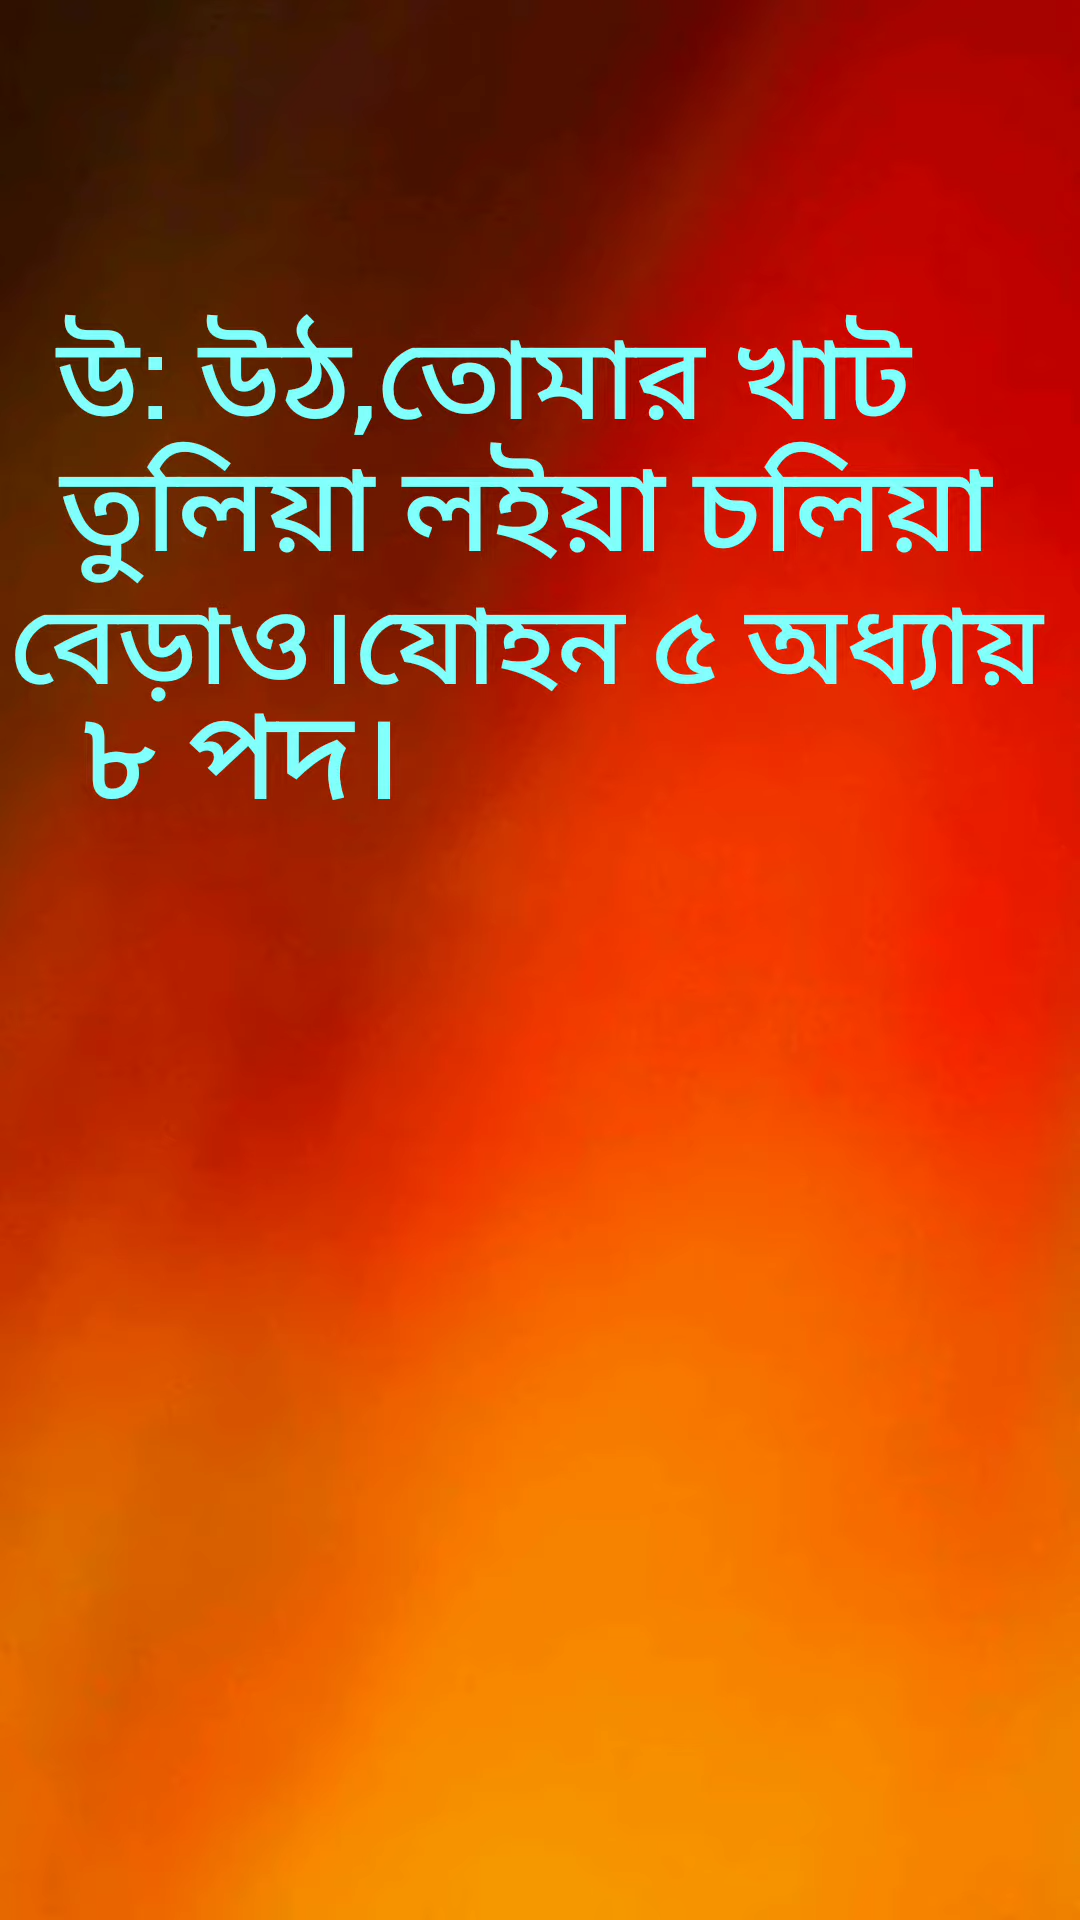 উ: উঠ,তোমার খাট
তুলিয়া লইয়া চলিয়া
বেড়াও।যোহন ৫ অধ্যায়
৮ পদ।